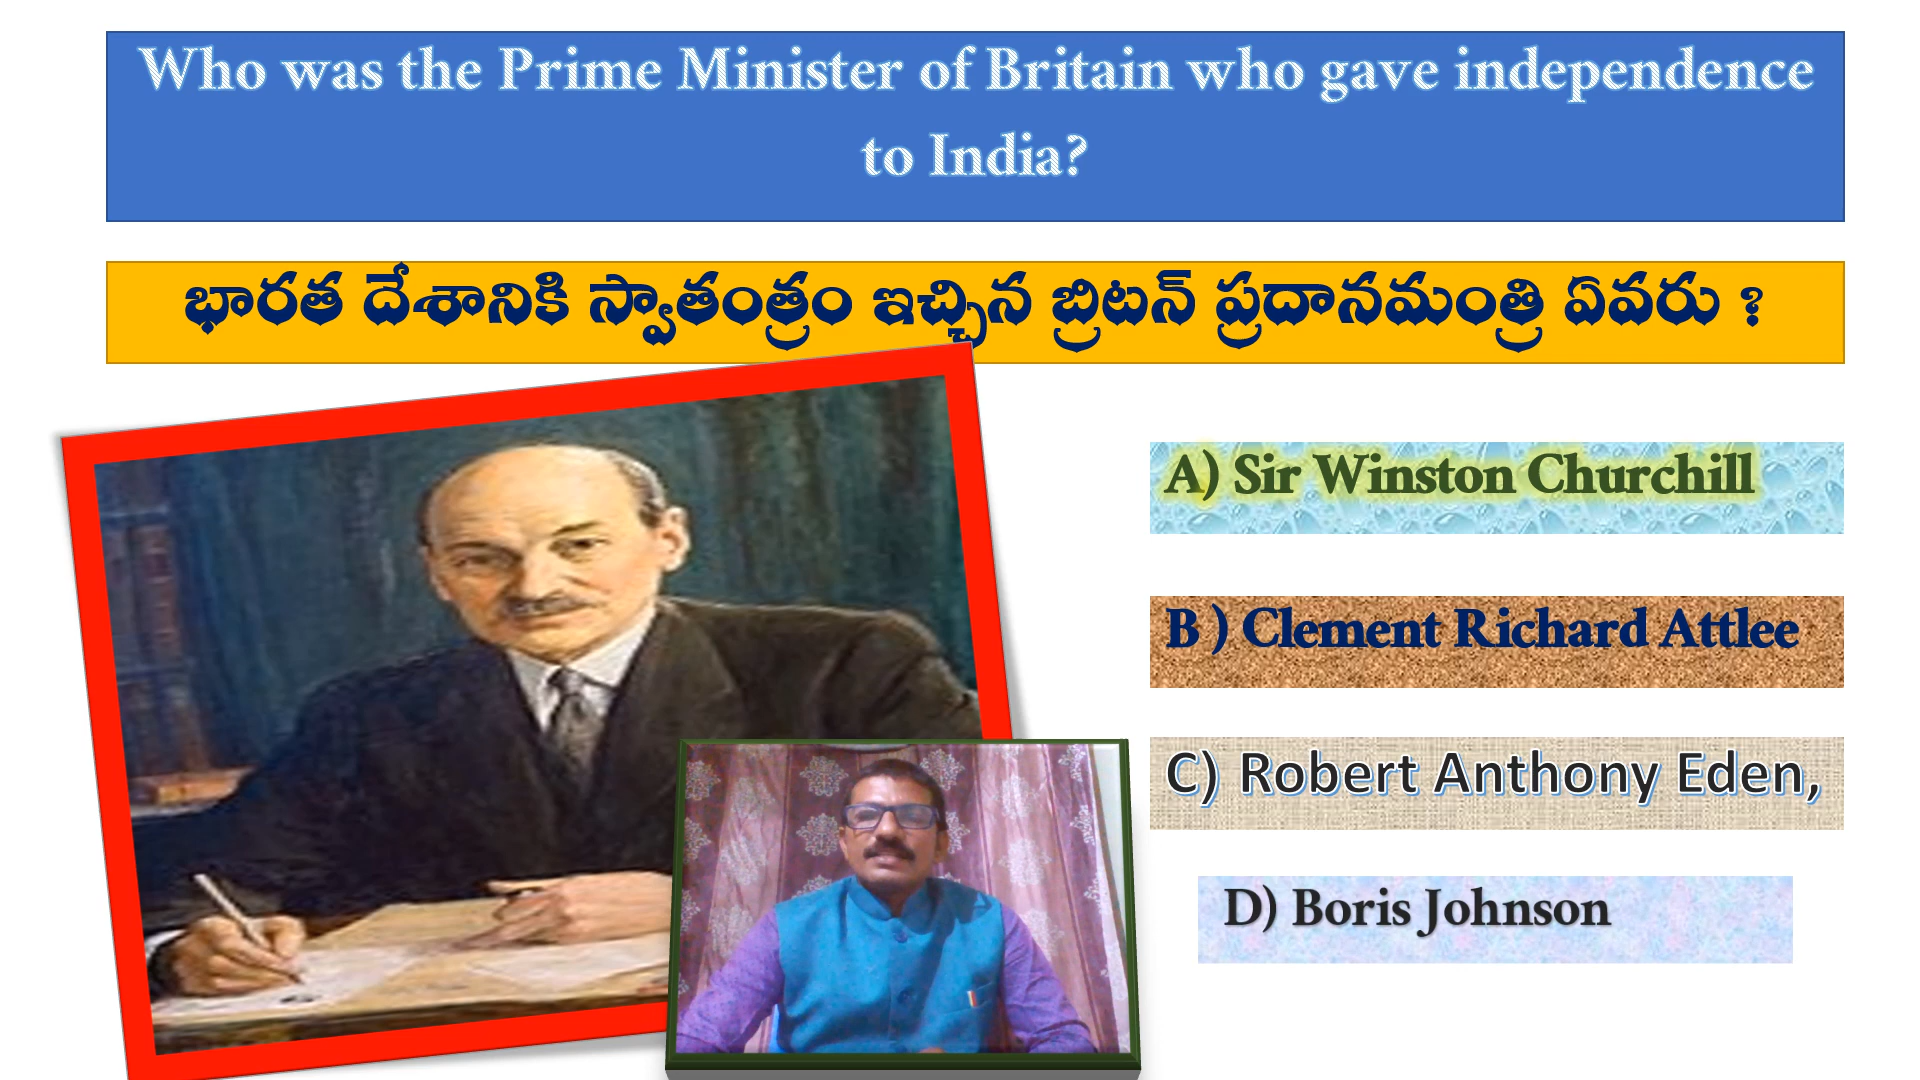 Who was the Prime Minister of Britain who gave independence
to India?
భారత దేశానికి స్వాతంత్రం ఇచ్చిన బ్రిటన్ ప్రదానమంత్రి ఏవరు ?
A) Sir Winston Churchill
B ) Clement Richard Attlee
C) Robert Anthony Eden,
D) Boris Johnson